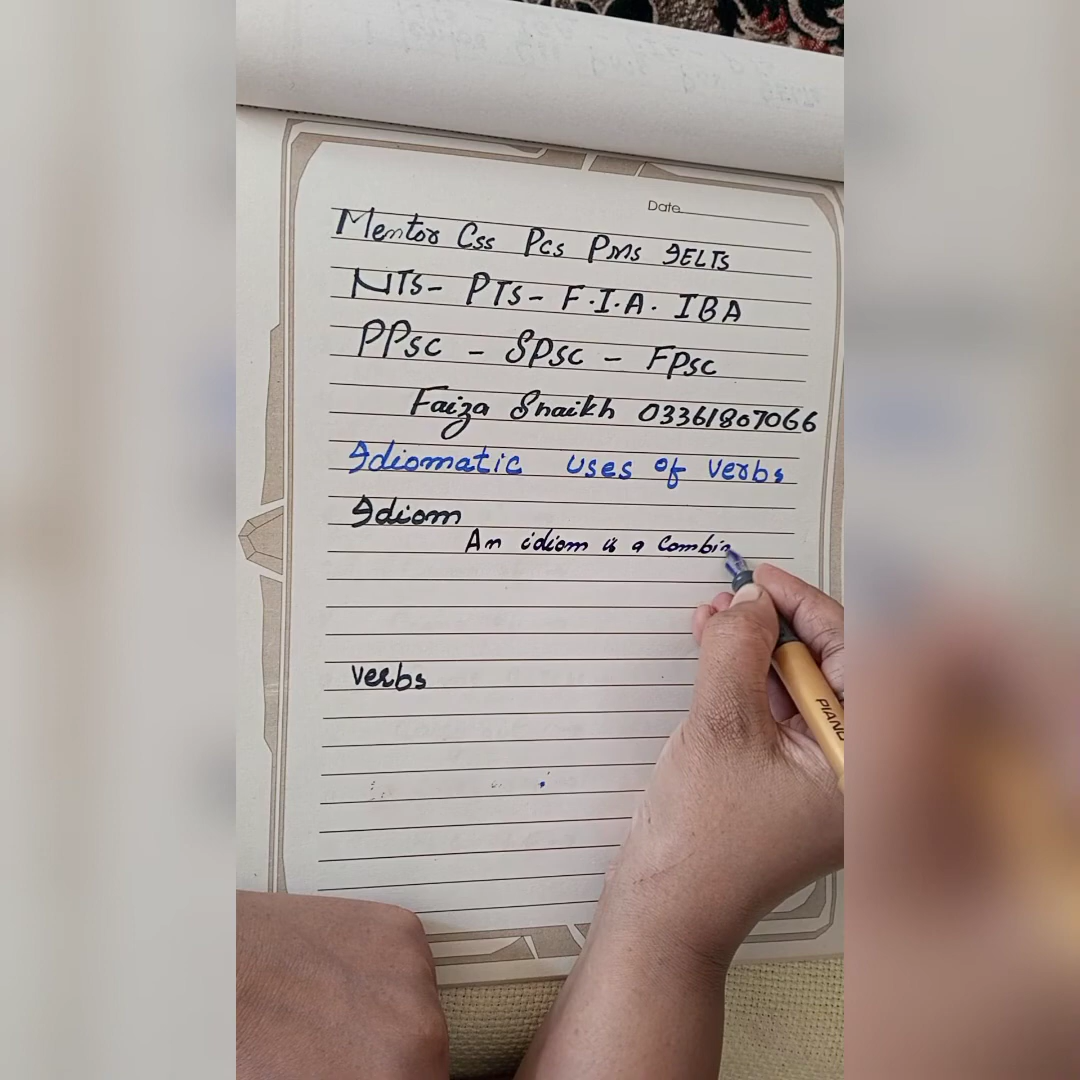 Date
Mentor Css Pcs PMs IELTS
NTS- PTS- F.I.A. IBA
PPsc - SPsc - FPsc
Faiza Shaikh 03361807066
Idiomatic uses of verbs
Idiom
An idiom is a Combin
verbs
PIANO